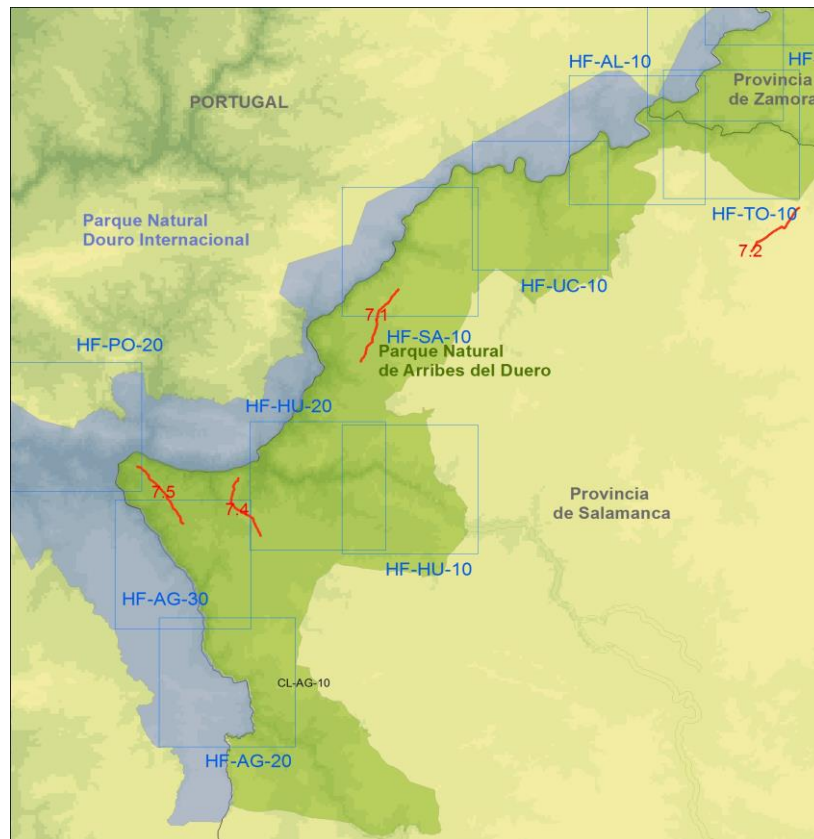 HF-AL-10
HF
Provincia
de Zamora
PORTUGAL
Parque Natural
Douro Internacional
HF-TO-10
7.2
HF-UC-10
7.1
HF-SA-10
Parque Natural
de Arribes del Duero
HF-PO-20
HF-HU-20
7.5
7.4
Provincia
de Salamanca
HF-HU-10
HF-AG-30
CL-AG-10
HF-AG-20